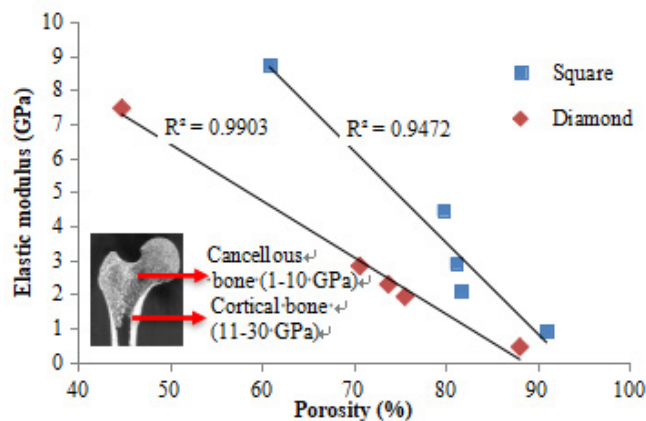 10
9
8
7
6
5
4
3
2
1
0
Elastic modulus (GPa)
Square
Diamond
R² = 0.9903
R² = 0.9472
Cancellous↵
·bone·(1-10·GPa)↵
Cortical·bone·↵
(11-30·GPa)↵
40 50 60 70 80 90 100
Porosity (%)